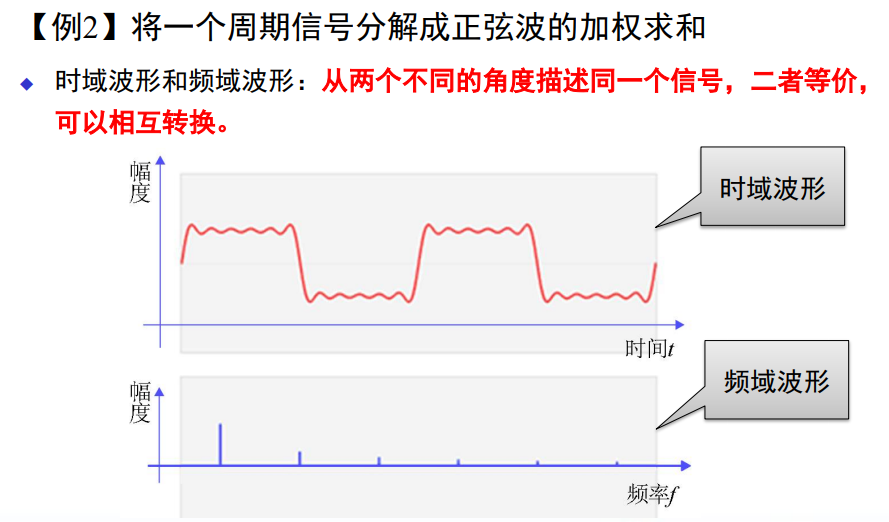 【例2】将一个周期信号分解成正弦波的加权求和
时域波形和频域波形：从两个不同的角度描述同一个信号，二者等价，
可以相互转换。
幅度
时域波形
时间t
幅度
频域波形
频率f